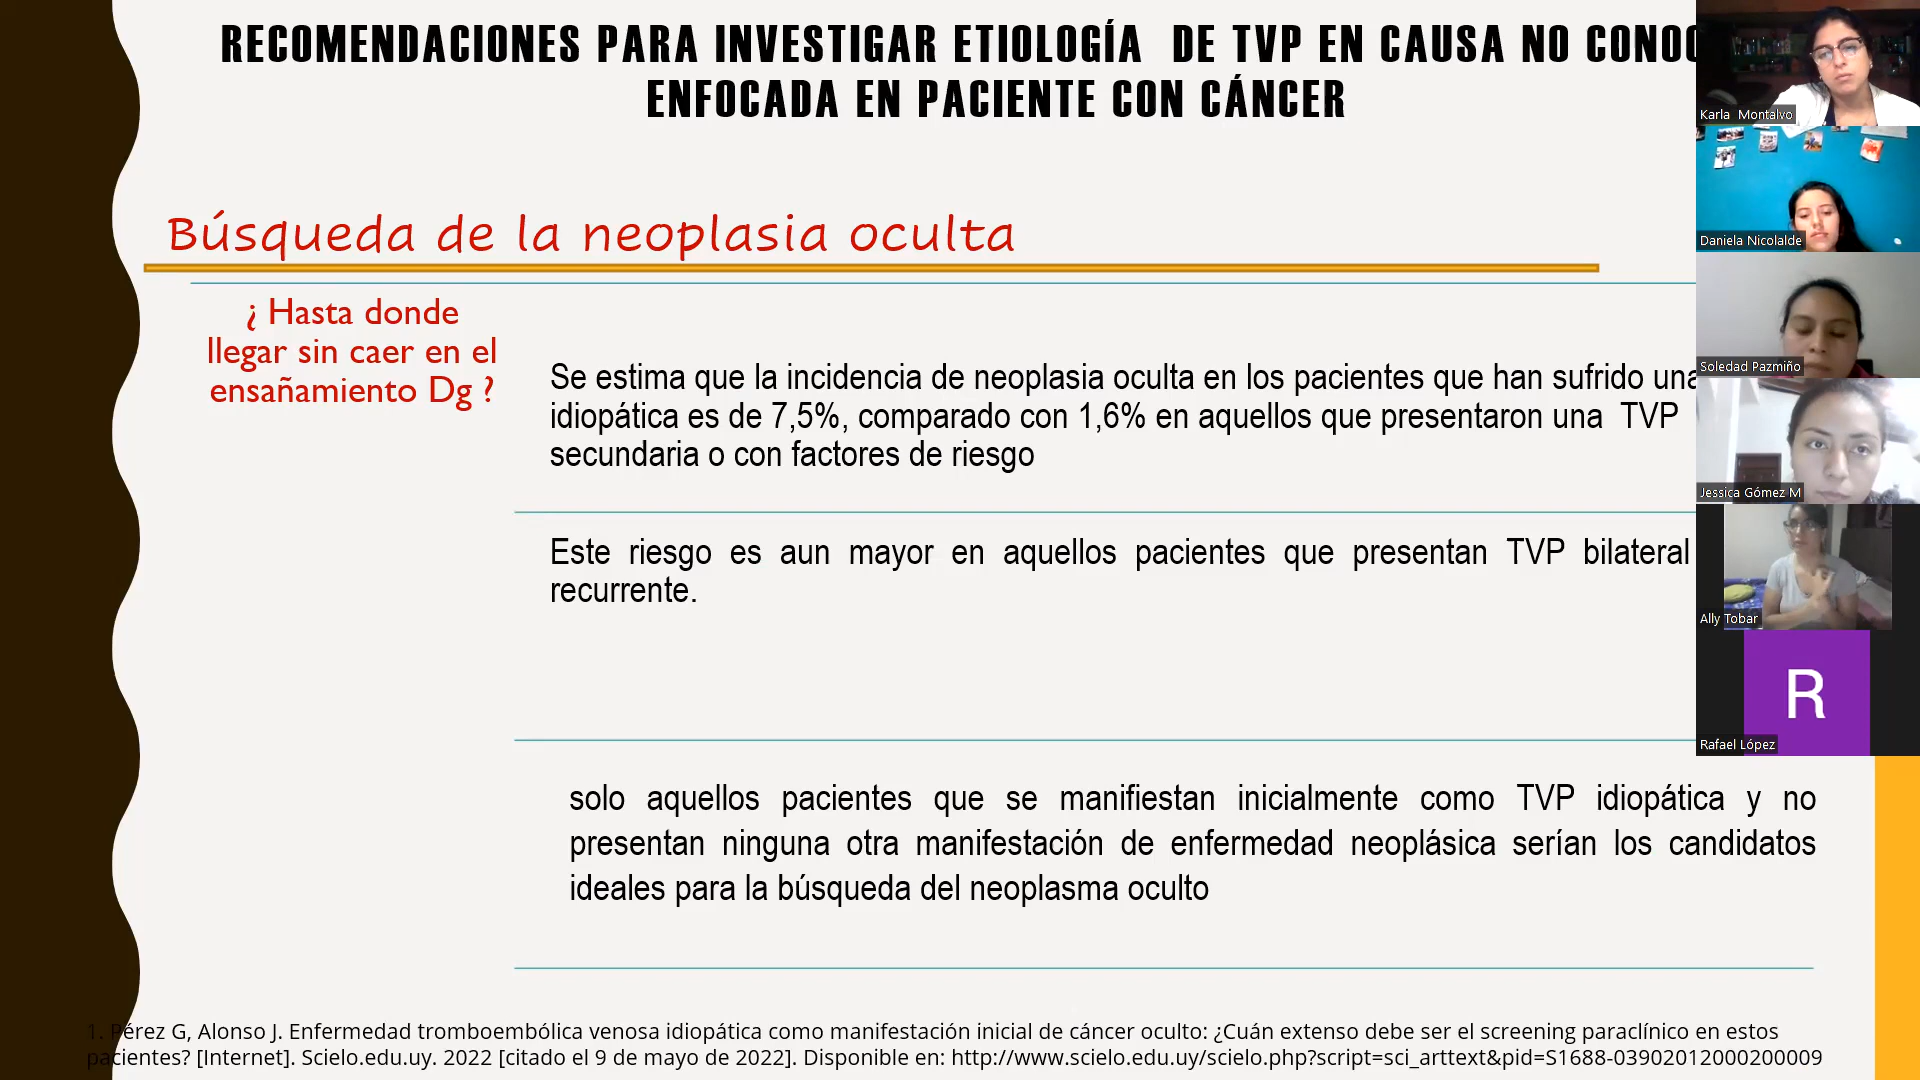 RECOMENDACIONES PARA INVESTIGAR ETIOLOGÍA DE TVP EN CAUSA NO
ENFOCADA EN PACIENTE CON CÁNCER
Búsqueda de la neoplasia oculta
¿ Hasta donde
llegar sin caer en el
ensañamiento Dg ?
Se estima que la incidencia de neoplasia oculta en los pacientes que han sufrido una
idiopática es de 7,5%, comparado con 1,6% en aquellos que presentaron una TVP
secundaria o con factores de riesgo
Este riesgo es aun mayor en aquellos pacientes que presentan TVP bilateral
recurrente.
solo aquellos pacientes que se manifiestan inicialmente como TVP idiopática y no
presentan ninguna otra manifestación de enfermedad neoplásica serían los candidatos
ideales para la búsqueda del neoplasma oculto
1. Pérez G, Alonso J. Enfermedad tromboembólica venosa idiopática como manifestación inicial de cáncer oculto: ¿Cuán extenso debe ser el screening paraclínico en estos
pacientes? [Internet]. Scielo.edu.uy. 2022 [citado el 9 de mayo de 2022]. Disponible en: http://www.scielo.edu.uy/scielo.php?script=sci_arttext&pid=S1688-03902012000200009
Karla Montalvo
Daniela Nicolalde
Soledad Pazmiño
Jessica Gómez M
Ally Tobar
R
Rafael López